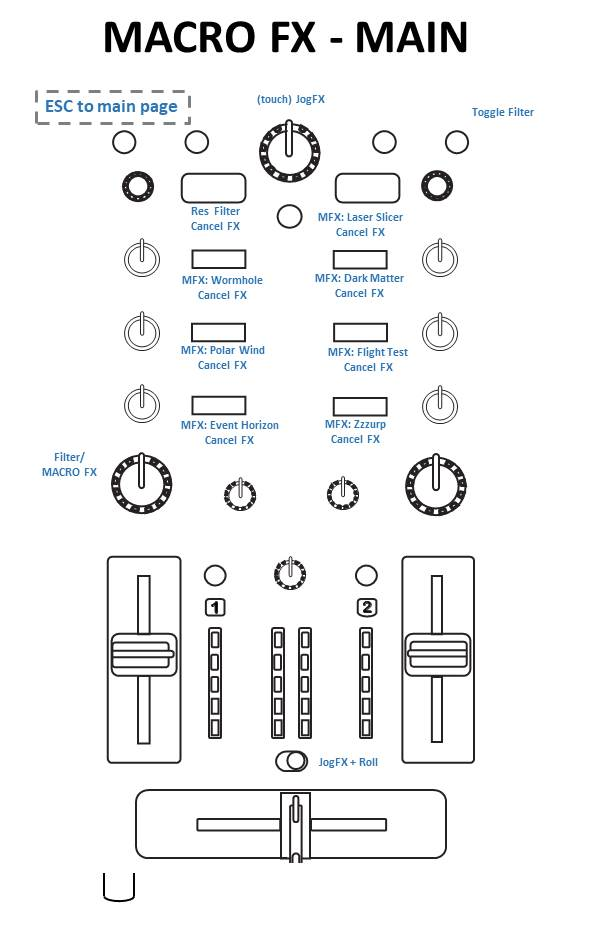 MACRO FX - MAIN
ESC to main page
(touch) JogFX
Toggle Filter
Res Filter
Cancel FX
MFX: Laser Slicer
Cancel FX
MFX: Wormhole
Cancel FX
MFX: Dark Matter
Cancel FX
MFX: Polar Wind
Cancel FX
MFX: Flight Test
Cancel FX
MFX: Event Horizon
Cancel FX
MFX: Zzzurp
Cancel FX
Filter/
MACRO FX
1
2
JogFX + Roll